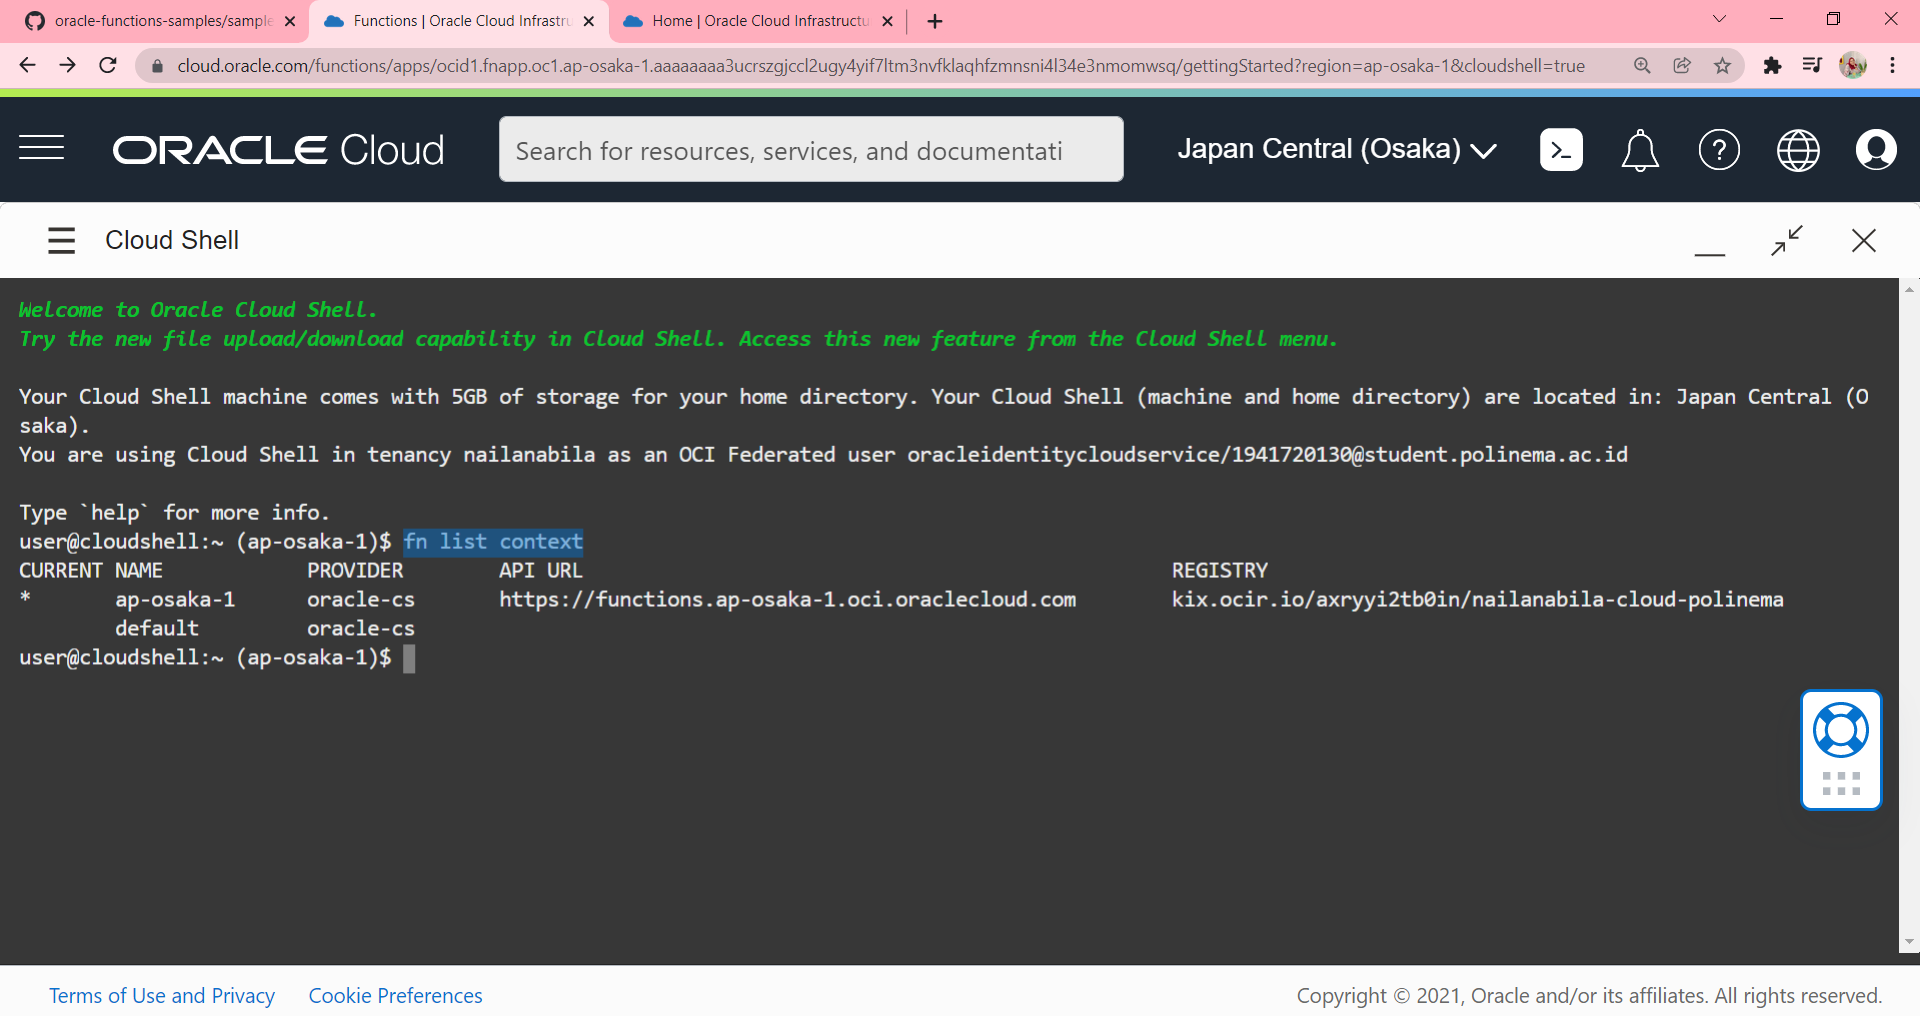 oracle-functions-samples/sample
Functions | Oracle Cloud Infrastru
Home | Oracle Cloud Infrastructu
cloud.oracle.com/functions/apps/ocid1.fnapp.oc1.ap-osaka-1.aaaaaaaa3ucrszgjccl2ugy4yif7ltm3nvfklaqhfzmnsni4l34e3nmomwsq/gettingStarted?region=ap-osaka-1&cloudshell=true
ORACLE Cloud
Search for resources, services, and documentati
Japan Central (Osaka)
Cloud Shell
Welcome to Oracle Cloud Shell.
Try the new file upload/download capability in Cloud Shell. Access this new feature from the Cloud Shell menu.
Your Cloud Shell machine comes with 5GB of storage for your home directory. Your Cloud Shell (machine and home directory) are located in: Japan Central (O
saka).
You are using Cloud Shell in tenancy nailanabila as an OCI Federated user oracleidentitycloudservice/1941720130@student.polinema.ac.id
Type `help` for more info.
user@cloudshell:~ (ap-osaka-1)$ fn list context
CURRENT NAME PROVIDER API URL REGISTRY
* ap-osaka-1 oracle-cs https://functions.ap-osaka-1.oci.oraclecloud.com kix.ocir.io/axryyi2tb0in/nailanabila-cloud-polinema
default oracle-cs
user@cloudshell:~ (ap-osaka-1)$
Terms of Use and Privacy
Cookie Preferences
Copyright © 2021, Oracle and/or its affiliates. All rights reserved.